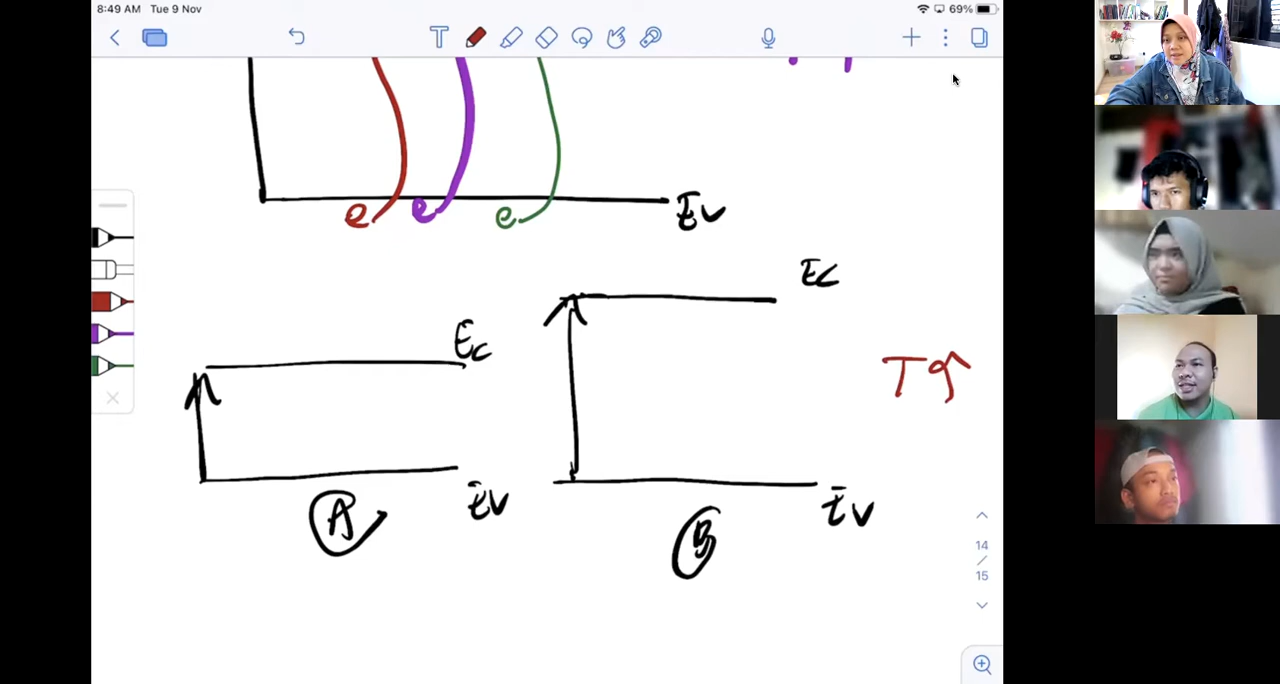 8:49 AM Tue 9 Nov
69%
T
e e e
Ev
Ec
Ec
T↑
Ev
Ev
A
B
14
/
15